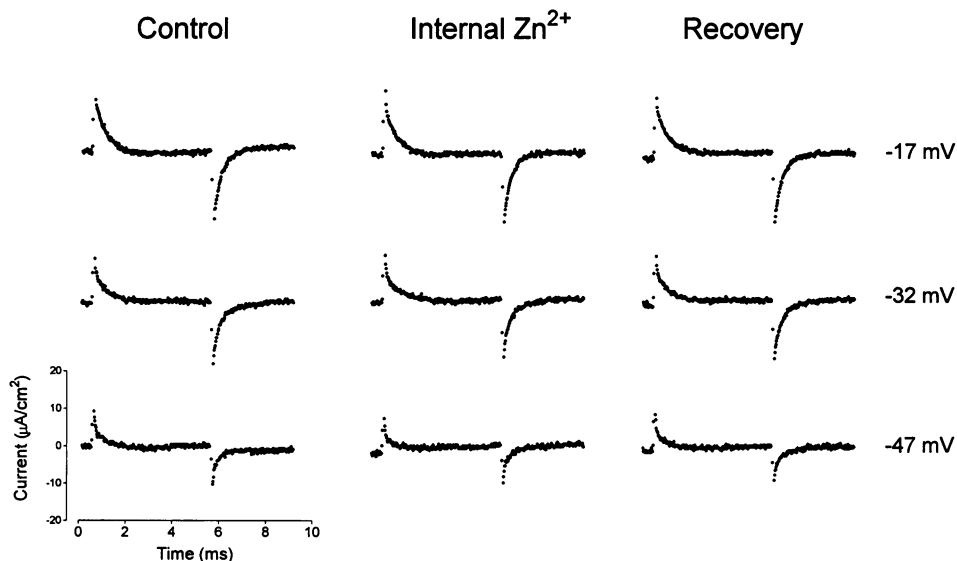 Control Internal Zn²⁺ Recovery
-17 mV
-32 mV
-47 mV
Current (µA/cm²)
20
10
0
-10
-20
0 2 4 6 8 10
Time (ms)